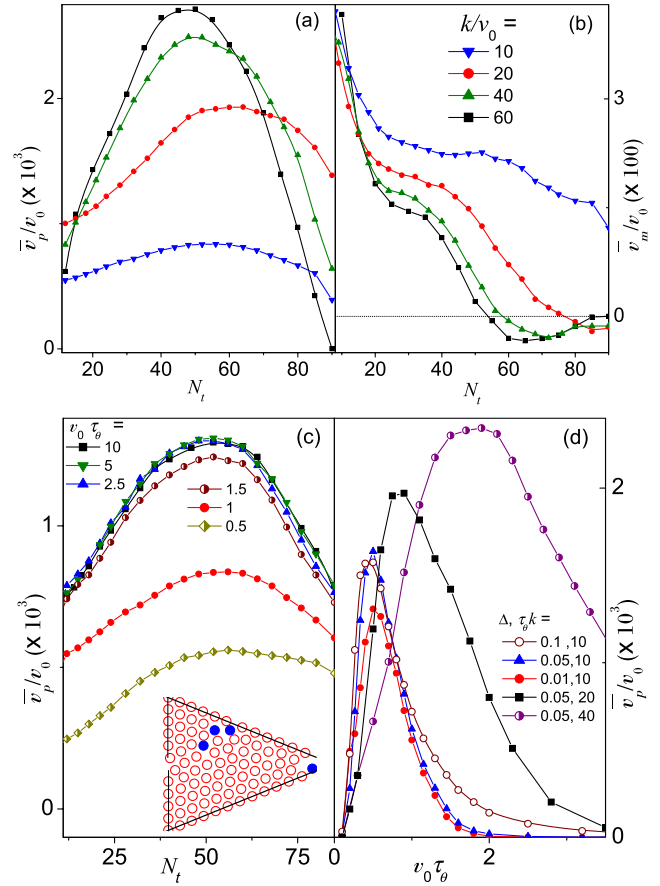 (a)
2
0
v̄p/v0 (x 10³)
20
40
60
80
Nt
(b)
k/v0 =
10
20
40
60
3
0
v̄m/v0 (x 100)
20
40
60
80
Nt
(c)
v0 τθ =
10
5
2.5
1.5
1
0.5
1
0
v̄p/v0 (x 10³)
25
50
75
Nt
(d)
Δ, τθk =
0.1 ,10
0.05,10
0.01,10
0.05, 20
0.05, 40
2
0
v̄p/v0 (x 10³)
0
2
v0 τθ